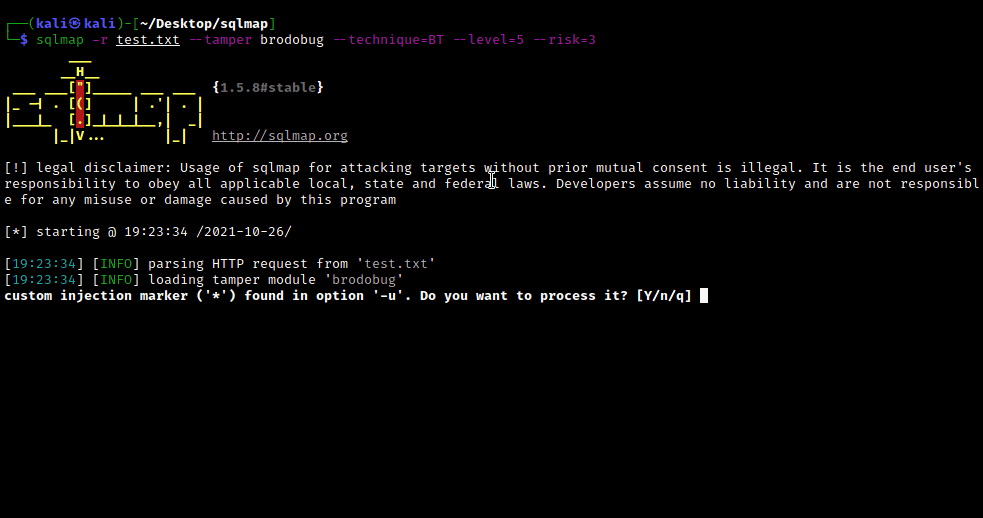 ┌──(kali㉿kali)-[~/Desktop/sqlmap]
└─$ sqlmap -r test.txt --tamper brodobug --technique=BT --level=5 --risk=3
        ___
       __H__
 ___ ___["]_____ ___ ___  {1.5.8#stable}
|_ -| . [(]     | .'| . |
|___|_  [.]_|_|_|__,|  _|
      |_|V...       |_|   http://sqlmap.org
[!] legal disclaimer: Usage of sqlmap for attacking targets without prior mutual consent is illegal. It is the end user's
responsibility to obey all applicable local, state and federal laws. Developers assume no liability and are not responsibl
e for any misuse or damage caused by this program
[*] starting @ 19:23:34 /2021-10-26/
[19:23:34] [INFO] parsing HTTP request from 'test.txt'
[19:23:34] [INFO] loading tamper module 'brodobug'
custom injection marker ('*') found in option '-u'. Do you want to process it? [Y/n/q]